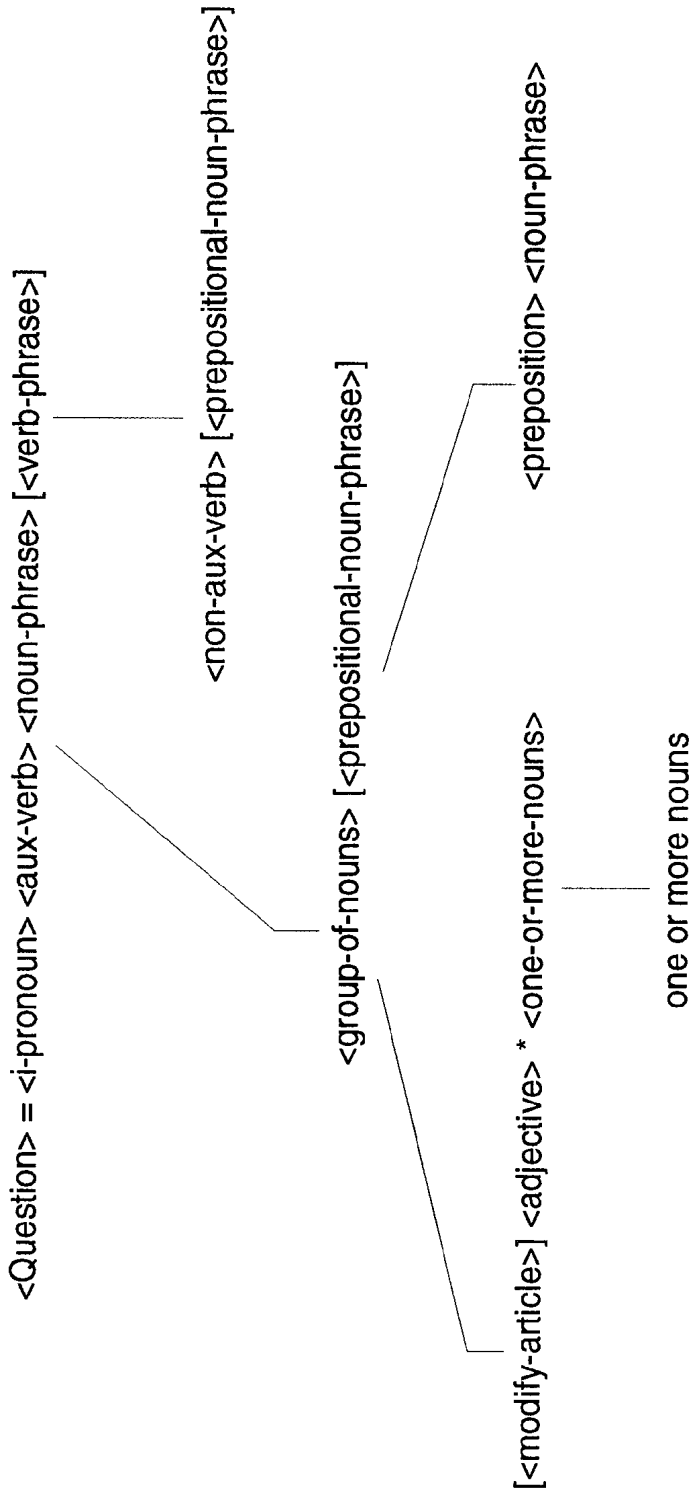 <Question> = <i-pronoun> <aux-verb> <noun-phrase> [<verb-phrase>]
<non-aux-verb> [<prepositional-noun-phrase>]
<group-of-nouns> [<prepositional-noun-phrase>]
[<modify-article>] <adjective> * <one-or-more-nouns>
<preposition> <noun-phrase>
one or more nouns